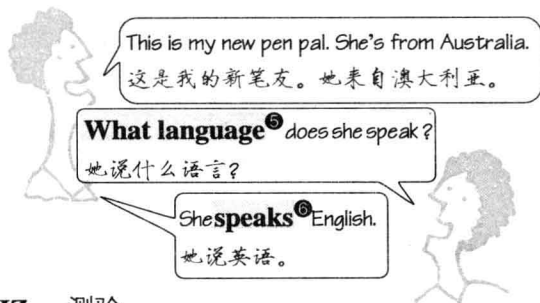 This is my new pen pal. She's from Australia.
这是我的新笔友。她来自澳大利亚。
What language❺ does she speak?
她说什么语言?
She speaks❻ English.
她说英语。
测验